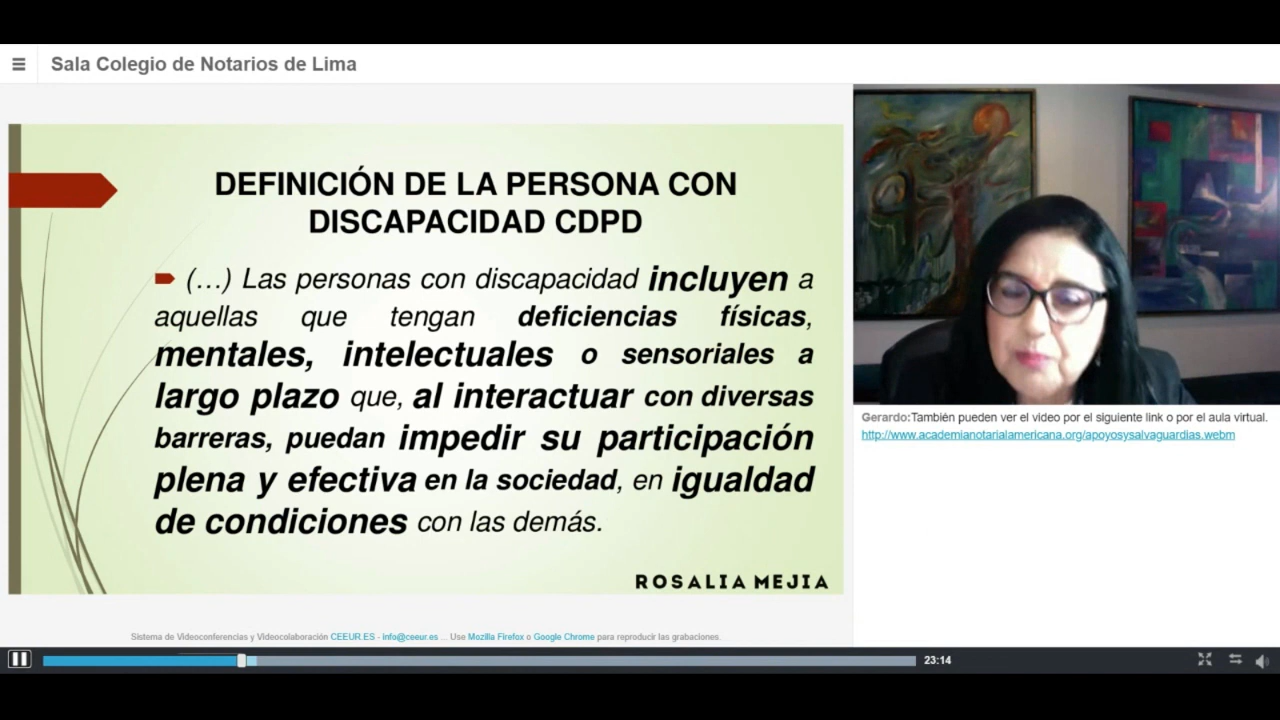 Sala Colegio de Notarios de Lima
DEFINICIÓN DE LA PERSONA CON
DISCAPACIDAD CDPD
(…) Las personas con discapacidad incluyen a
aquellas que tengan deficiencias físicas,
mentales, intelectuales o sensoriales a
largo plazo que, al interactuar con diversas
barreras, puedan impedir su participación
plena y efectiva en la sociedad, en igualdad
de condiciones con las demás.
ROSALIA MEJIA
Gerardo:También pueden ver el video por el siguiente link o por el aula virtual.
http://www.academianotarialamericana.org/apoyosysalvaguardias.webm
Sistema de Videoconferencias y Videocolaboración CEEUR.ES - info@ceeur.es ... Use Mozilla Firefox o Google Chrome para reproducir las grabaciones.
23:14